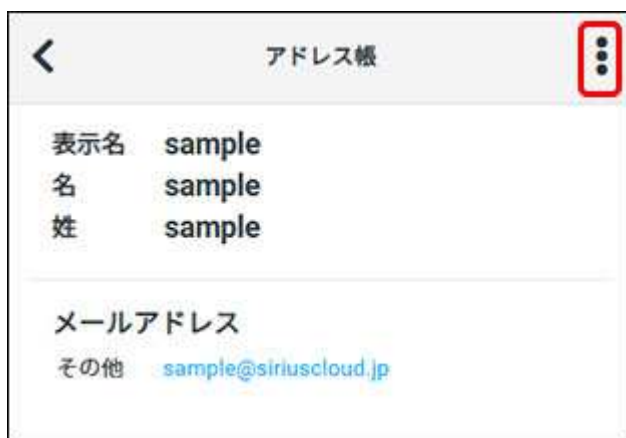 アドレス帳
表示名 sample
名 sample
姓 sample
メールアドレス
その他 sample@siriuscloud.jp